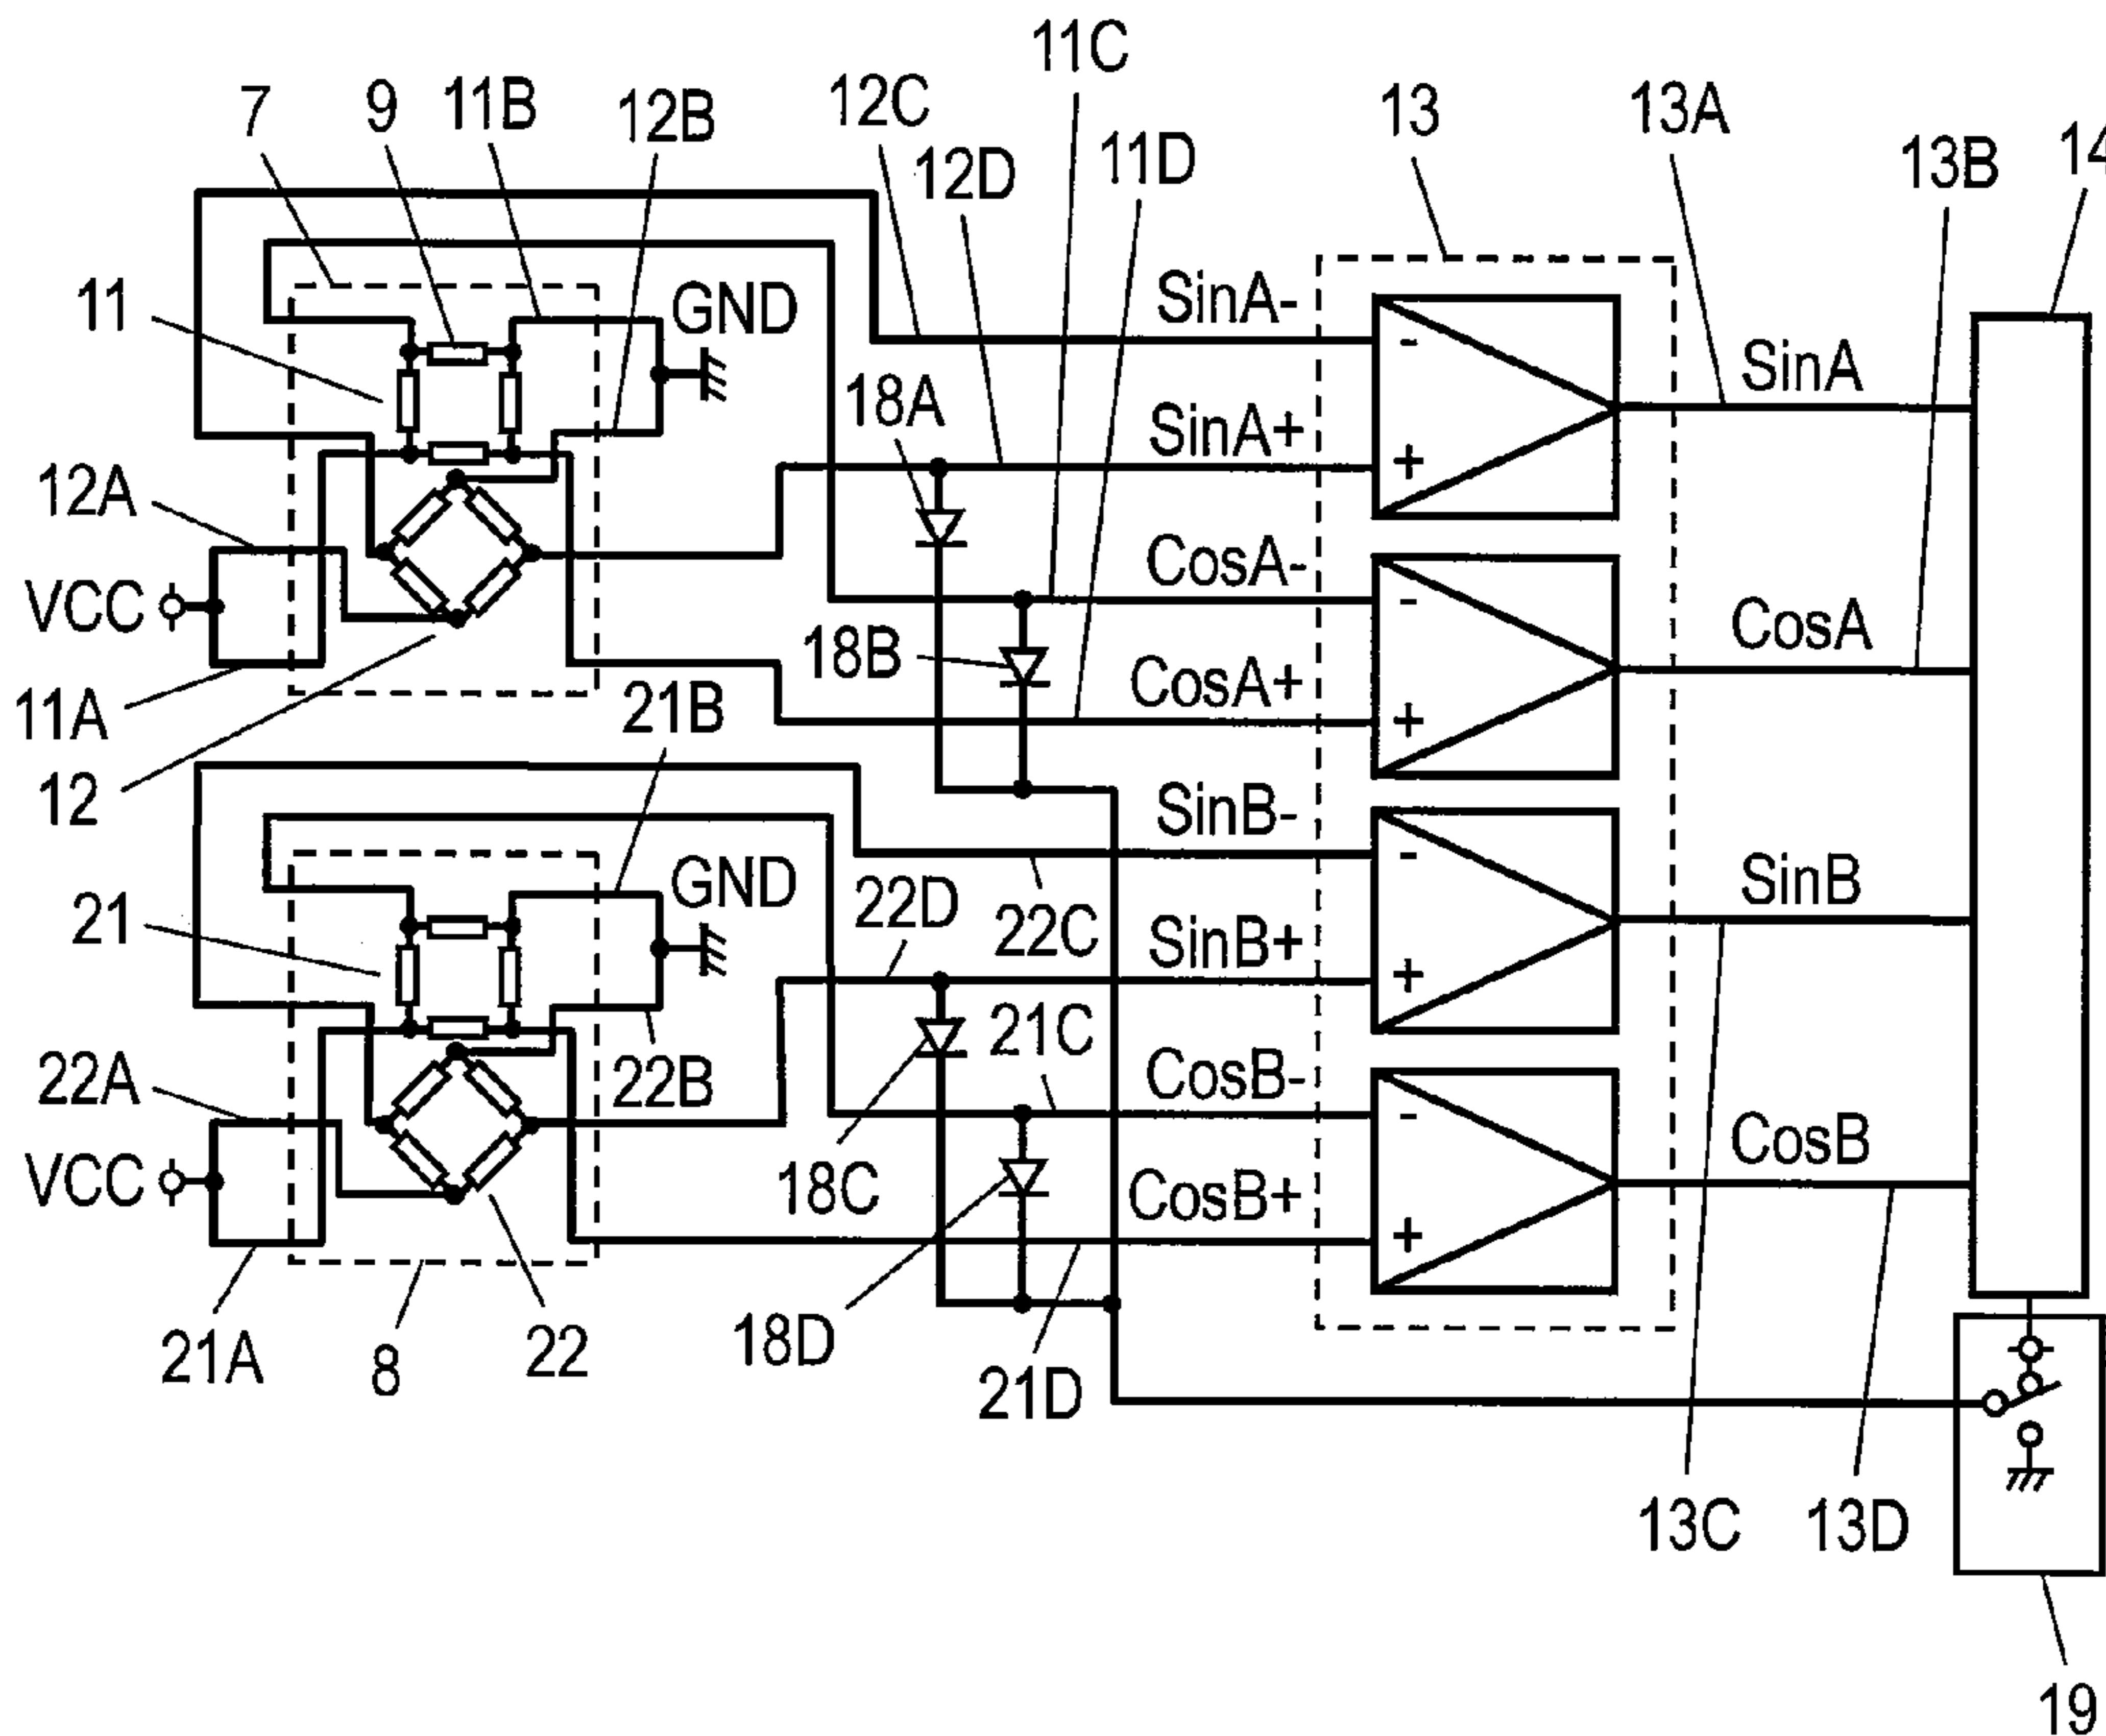 11C
7
9
11B
12B
12C
12D
11D
13
13A
13B
14
11
GND
SinA-
18A
SinA+
SinA
12A
VCC
CosA-
18B
CosA+
CosA
11A
12
21B
SinB-
21
GND
22D
22C
SinB+
SinB
22A
22B
21C
CosB-
VCC
18C
CosB+
CosB
21A
8
22
18D
21D
13C
13D
19
-
+
-
+
-
+
-
+